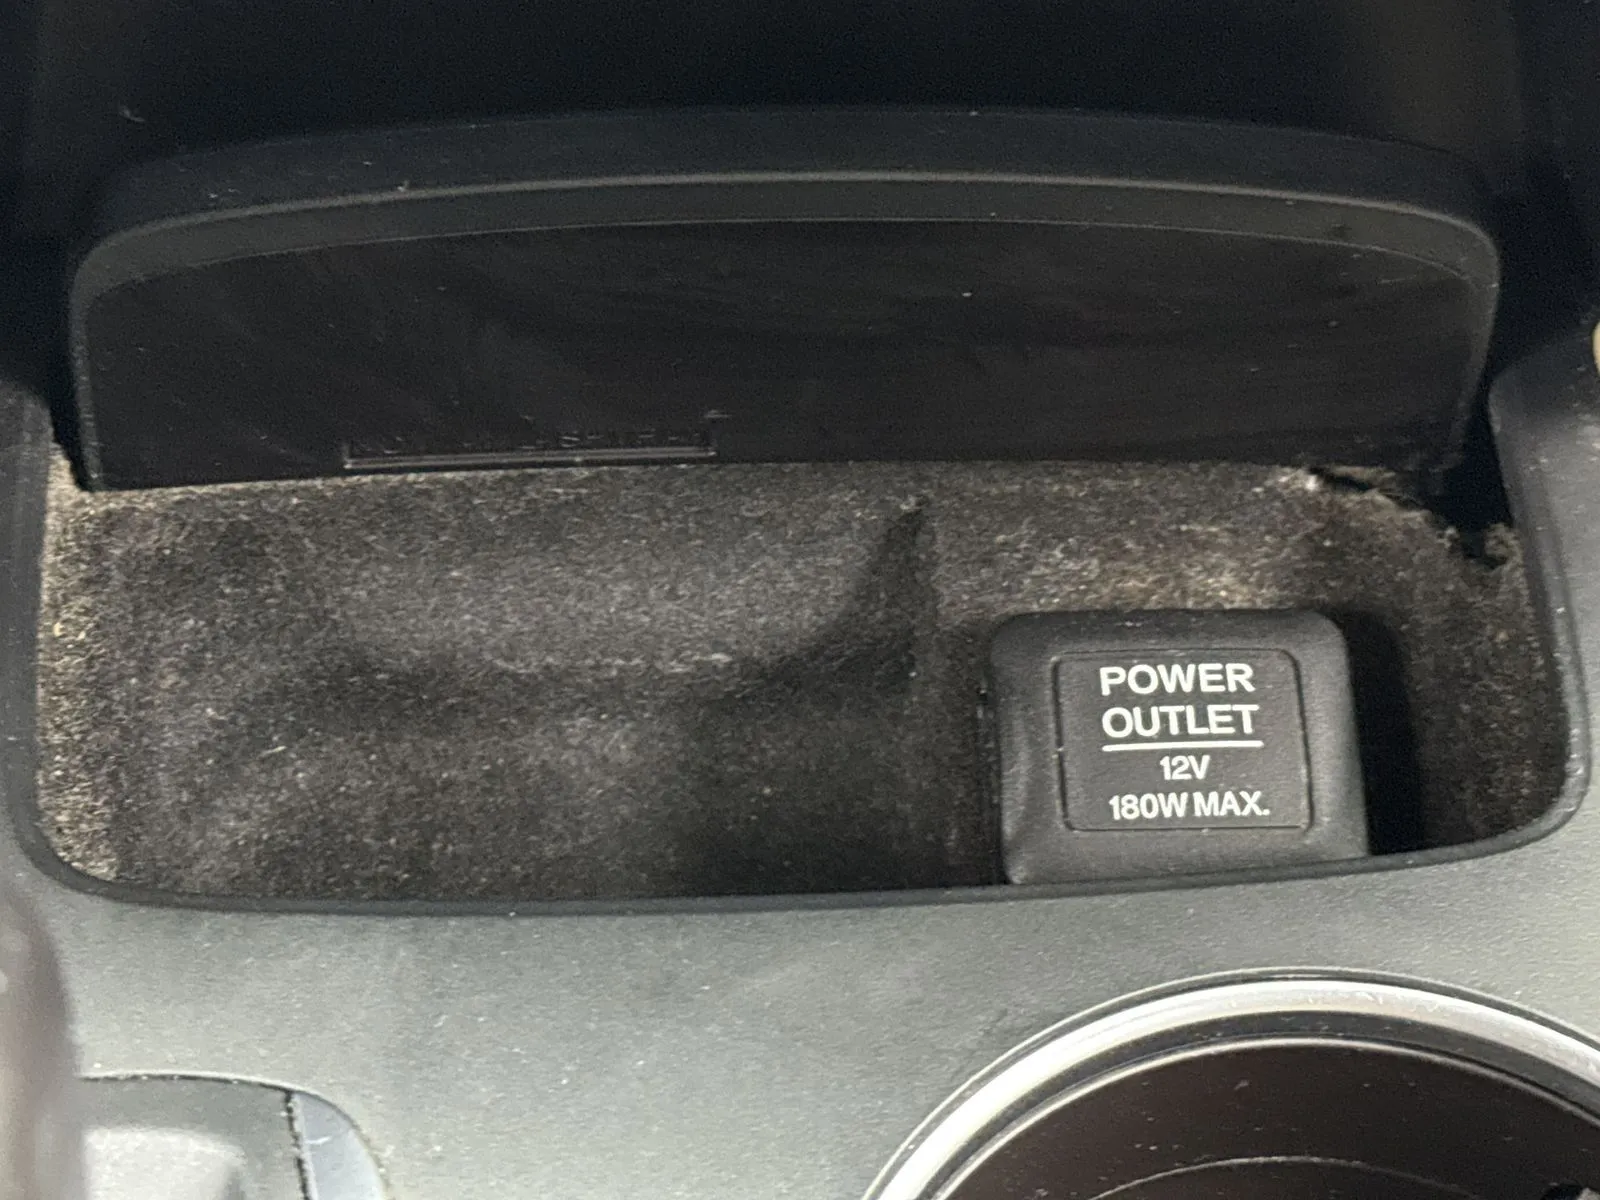 POWER
OUTLET
12V
180W MAX.